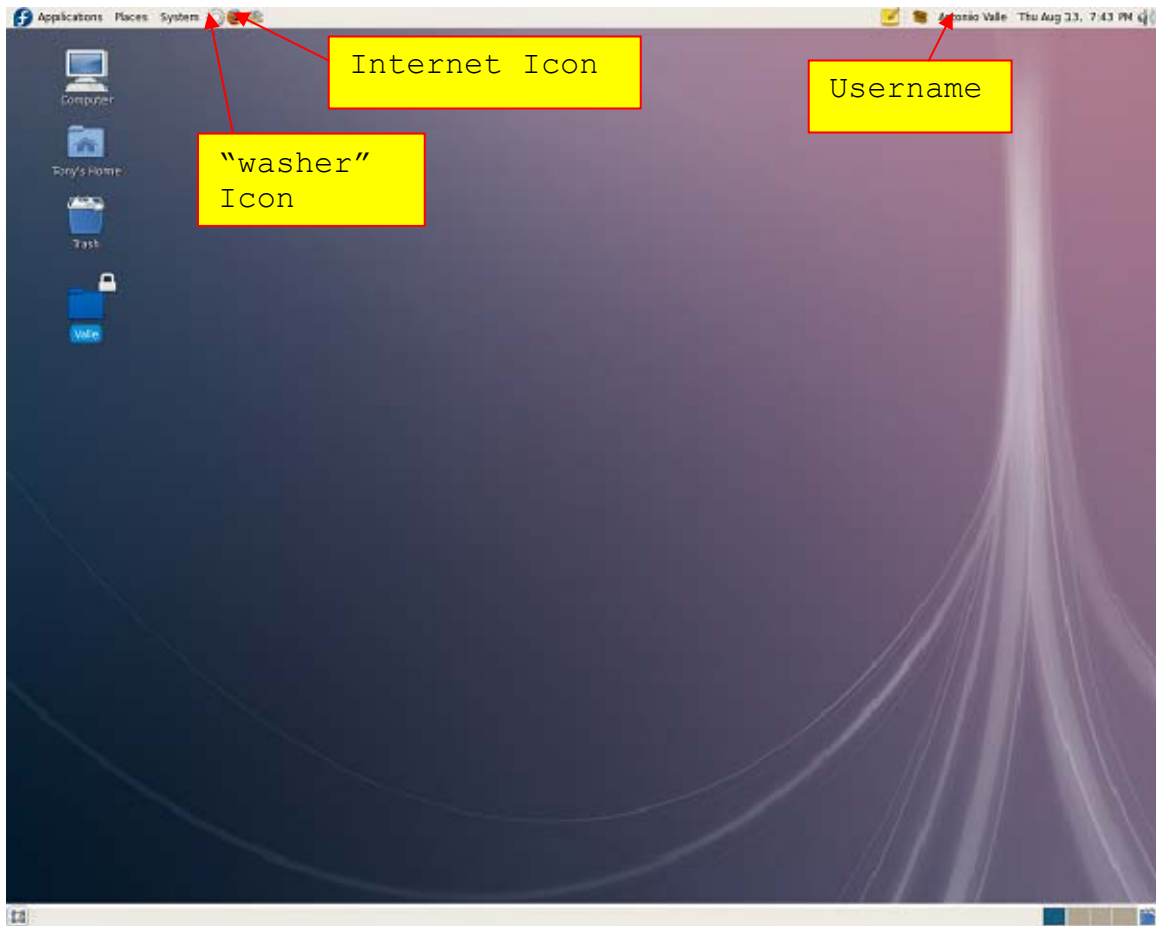 Applications Places System
Antonio Valle Thu Aug 13, 7:43 PM
Internet Icon
Username
“washer”
Icon
Computer
Tony's Home
Trash
Valle